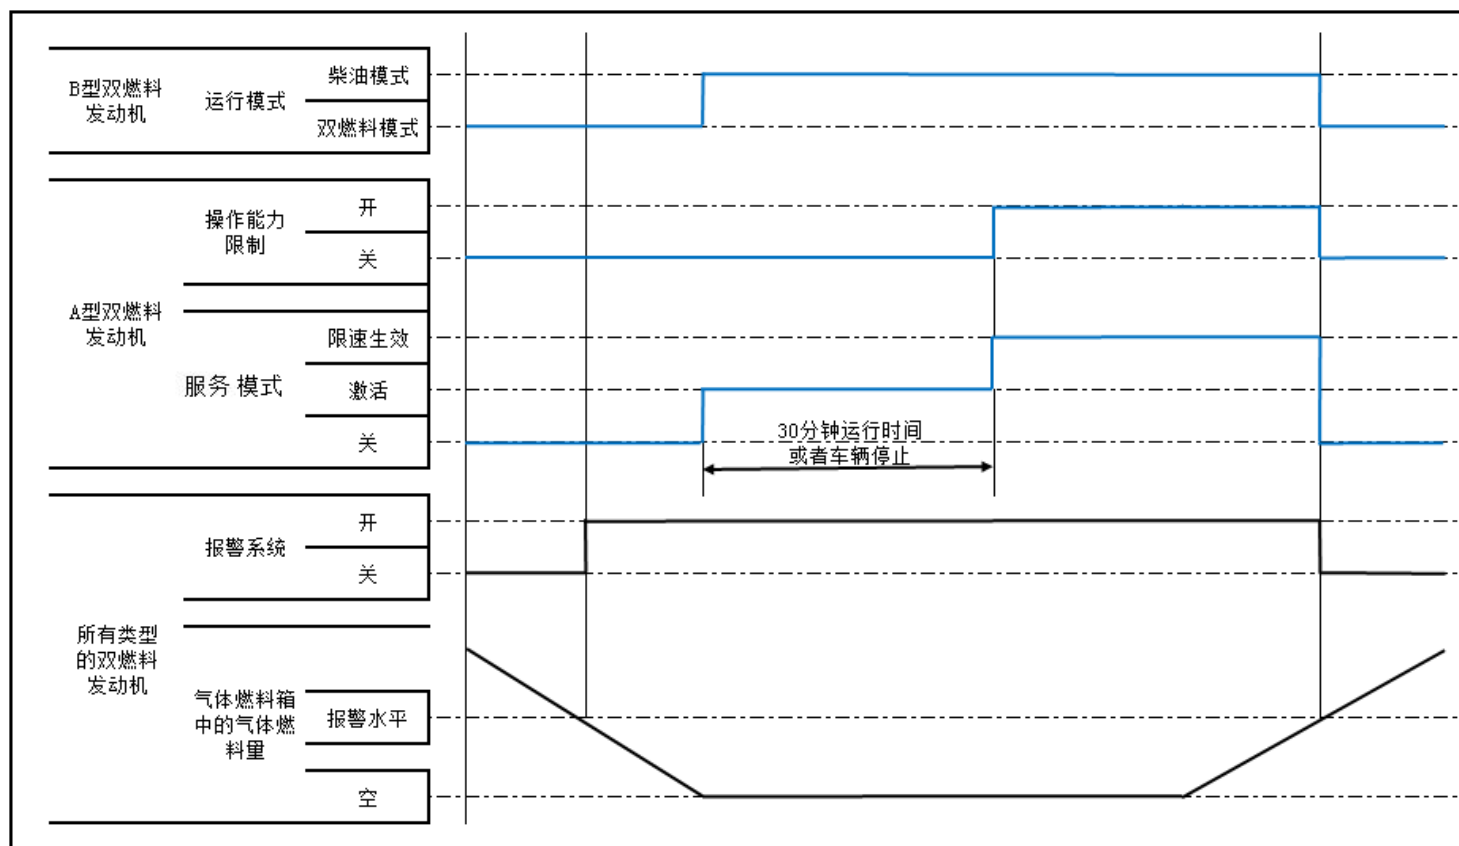 B型双燃料
发动机
运行模式
柴油模式
双燃料模式
A型双燃料
发动机
操作能力
限制
开
关
服务 模式
限速生效
激活
关
30分钟运行时间
或者车辆停止
所有类型
的双燃料
发动机
报警系统
开
关
气体燃料箱
中的气体燃
料量
报警水平
空